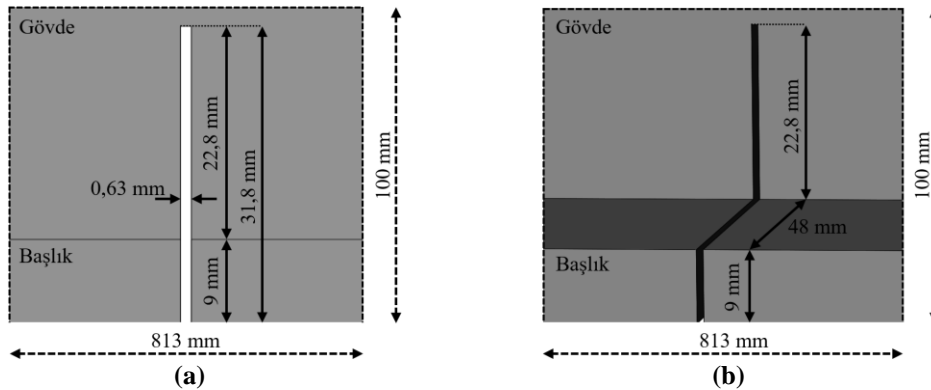 Gövde
22,8 mm
31,8 mm
0,63 mm
Başlık
9 mm
100 mm
813 mm
(a)
Gövde
22,8 mm
48 mm
Başlık
9 mm
100 mm
813 mm
(b)